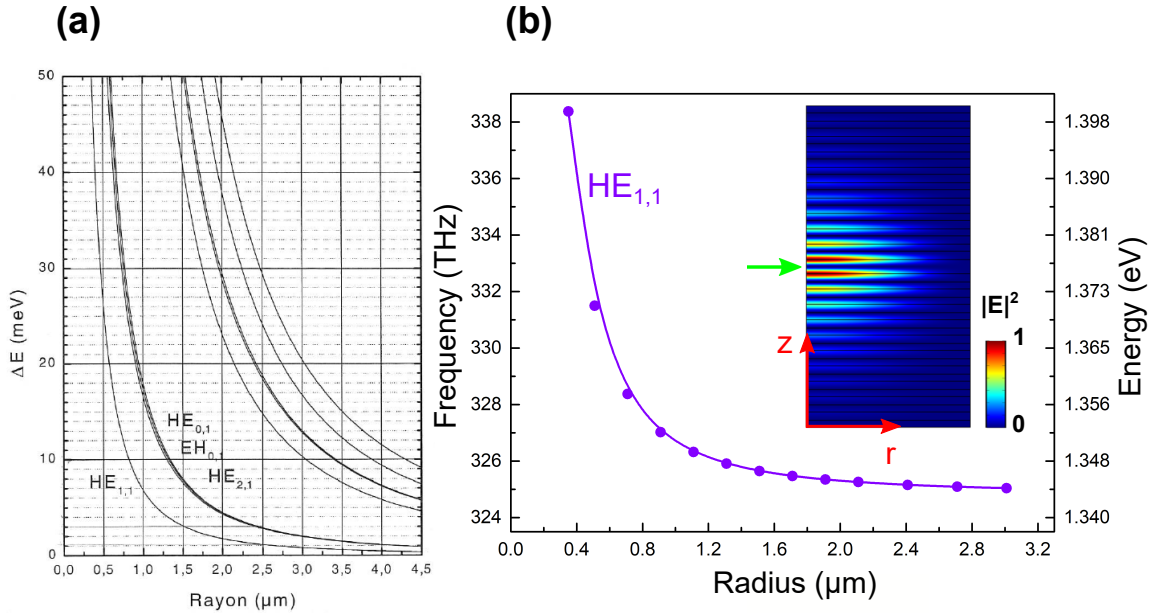 (a)
50
40
30
20
10
0
ΔE (meV)
HE0,1
EH0,1
HE2,1
HE1,1
0,0 0,5 1,0 1,5 2,0 2,5 3,0 3,5 4,0 4,5
Rayon (μm)
(b)
338
336
334
332
330
328
326
324
Frequency (THz)
HE1,1
z
r
|E|²
1
0
1.398
1.390
1.381
1.373
1.365
1.356
1.348
1.340
Energy (eV)
0.0 0.4 0.8 1.2 1.6 2.0 2.4 2.8 3.2
Radius (μm)